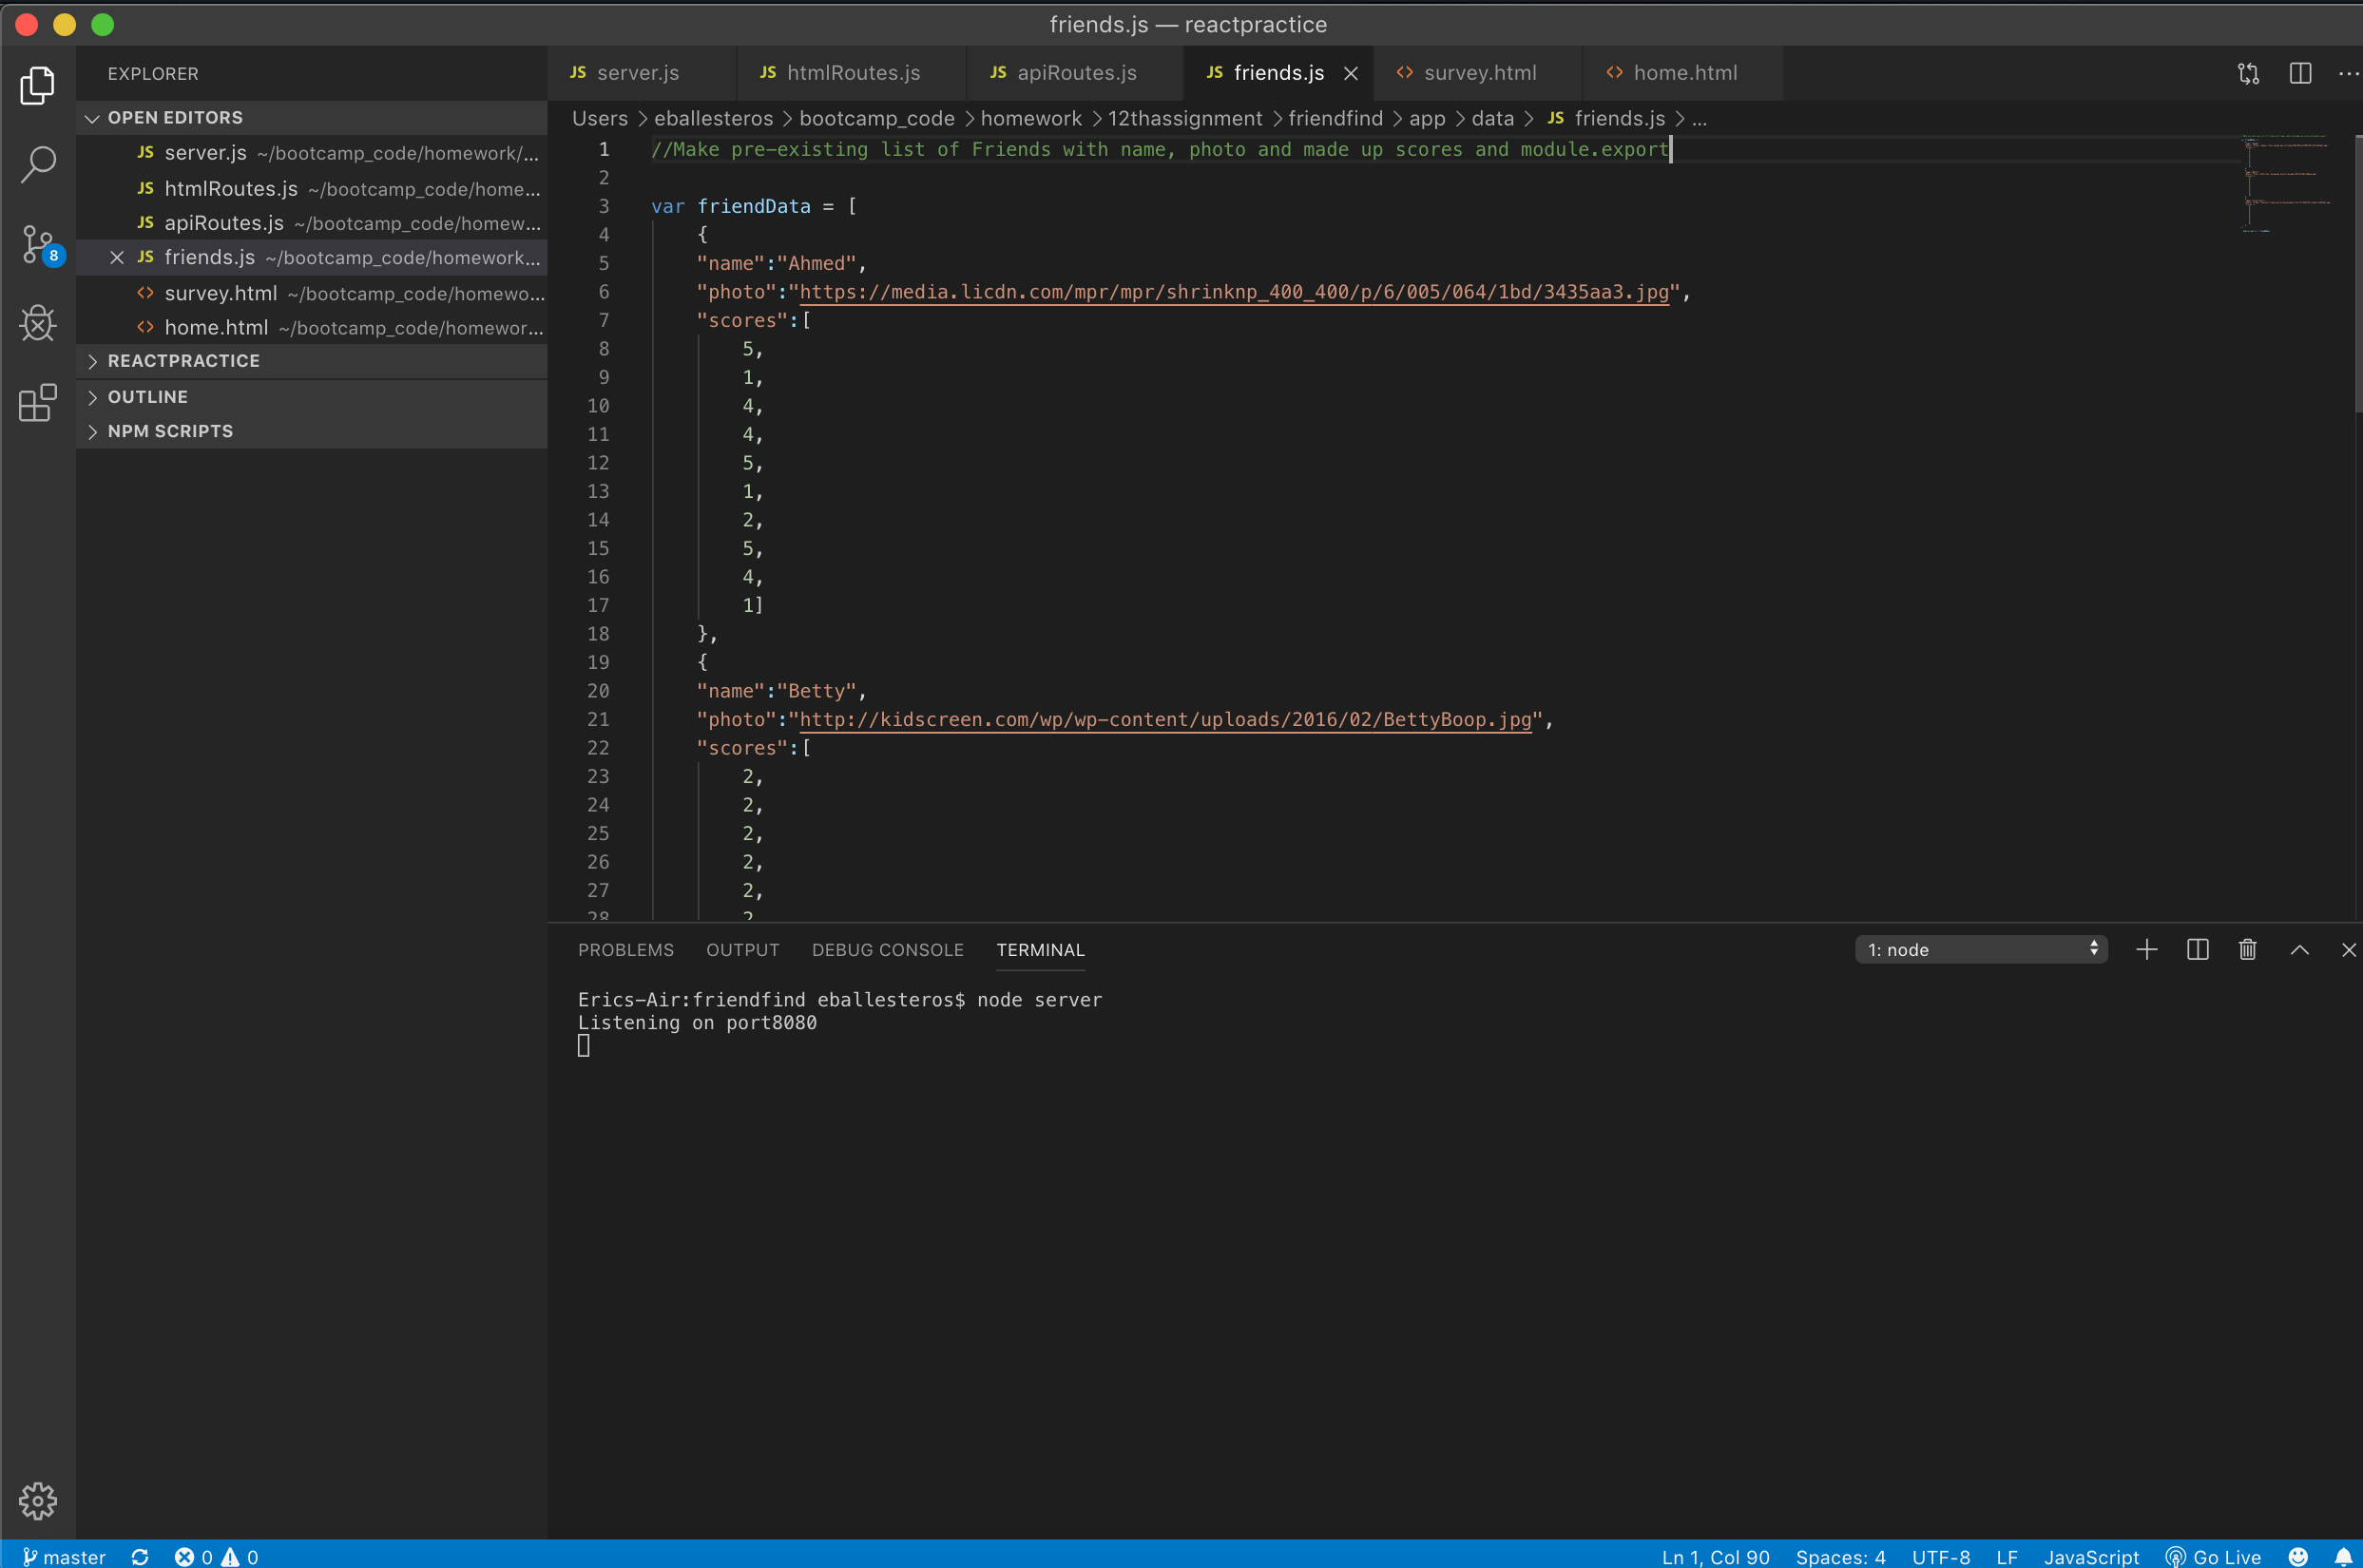 friends.js — reactpractice
EXPLORER
OPEN EDITORS
JS server.js ~/bootcamp_code/homework/...
JS htmlRoutes.js ~/bootcamp_code/home...
JS apiRoutes.js ~/bootcamp_code/homew...
JS friends.js ~/bootcamp_code/homework...
survey.html ~/bootcamp_code/homewo...
home.html ~/bootcamp_code/homewor...
REACTPRACTICE
OUTLINE
NPM SCRIPTS
8
JS server.js JS htmlRoutes.js JS apiRoutes.js JS friends.js <> survey.html <> home.html
Users > eballesteros > bootcamp_code > homework > 12thassignment > friendfind > app > data > JS friends.js > ...
1 //Make pre-existing list of Friends with name, photo and made up scores and module.export
2
3 var friendData = [
4 {
5 "name":"Ahmed",
6 "photo":"https://media.licdn.com/mpr/mpr/shrinknp_400_400/p/6/005/064/1bd/3435aa3.jpg",
7 "scores":[
8 5,
9 1,
10 4,
11 4,
12 5,
13 1,
14 2,
15 5,
16 4,
17 1]
18 },
19 {
20 "name":"Betty",
21 "photo":"http://kidscreen.com/wp/wp-content/uploads/2016/02/BettyBoop.jpg",
22 "scores":[
23 2,
24 2,
25 2,
26 2,
27 2,
28 2
PROBLEMS OUTPUT DEBUG CONSOLE TERMINAL 1: node
Erics-Air:friendfind eballesteros$ node server
Listening on port8080
master 0 0 Ln 1, Col 90 Spaces: 4 UTF-8 LF JavaScript Go Live